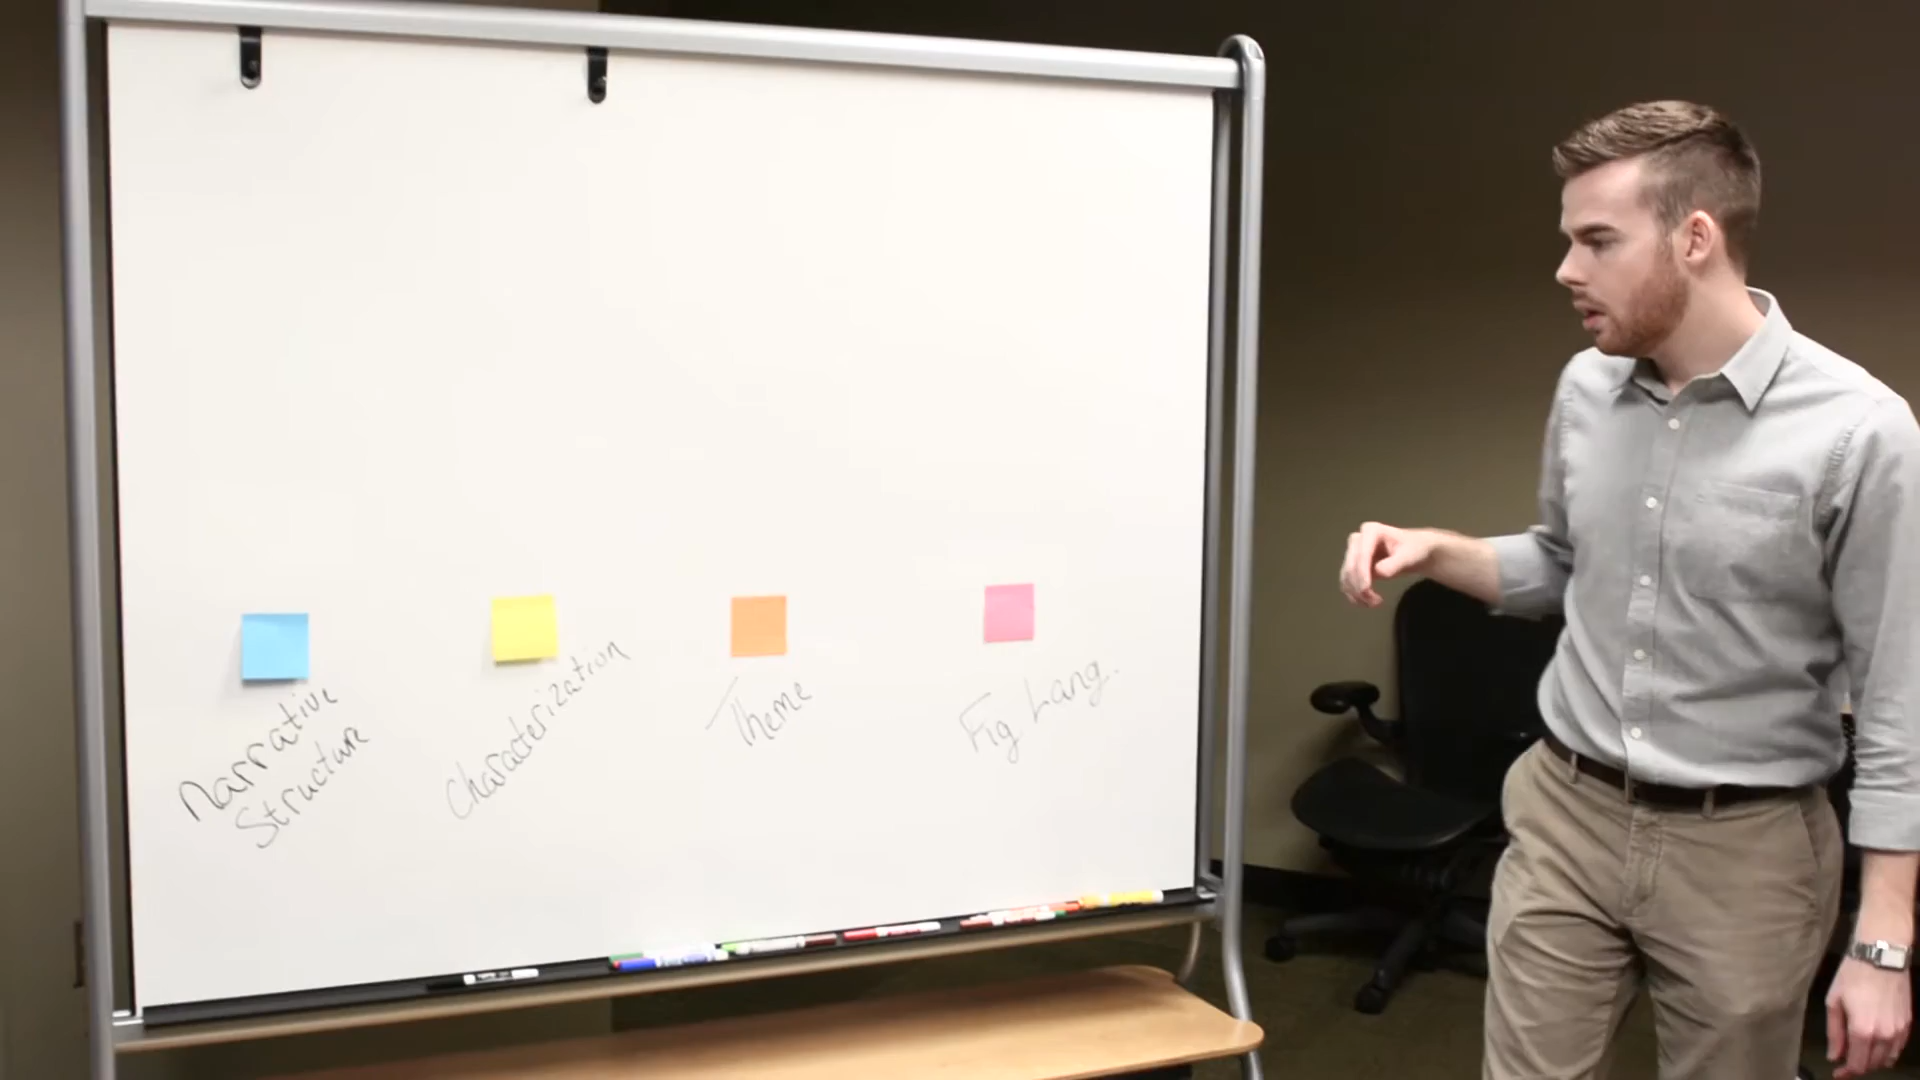 Narrative
Structure
Characterization
Theme
Fig Lang.